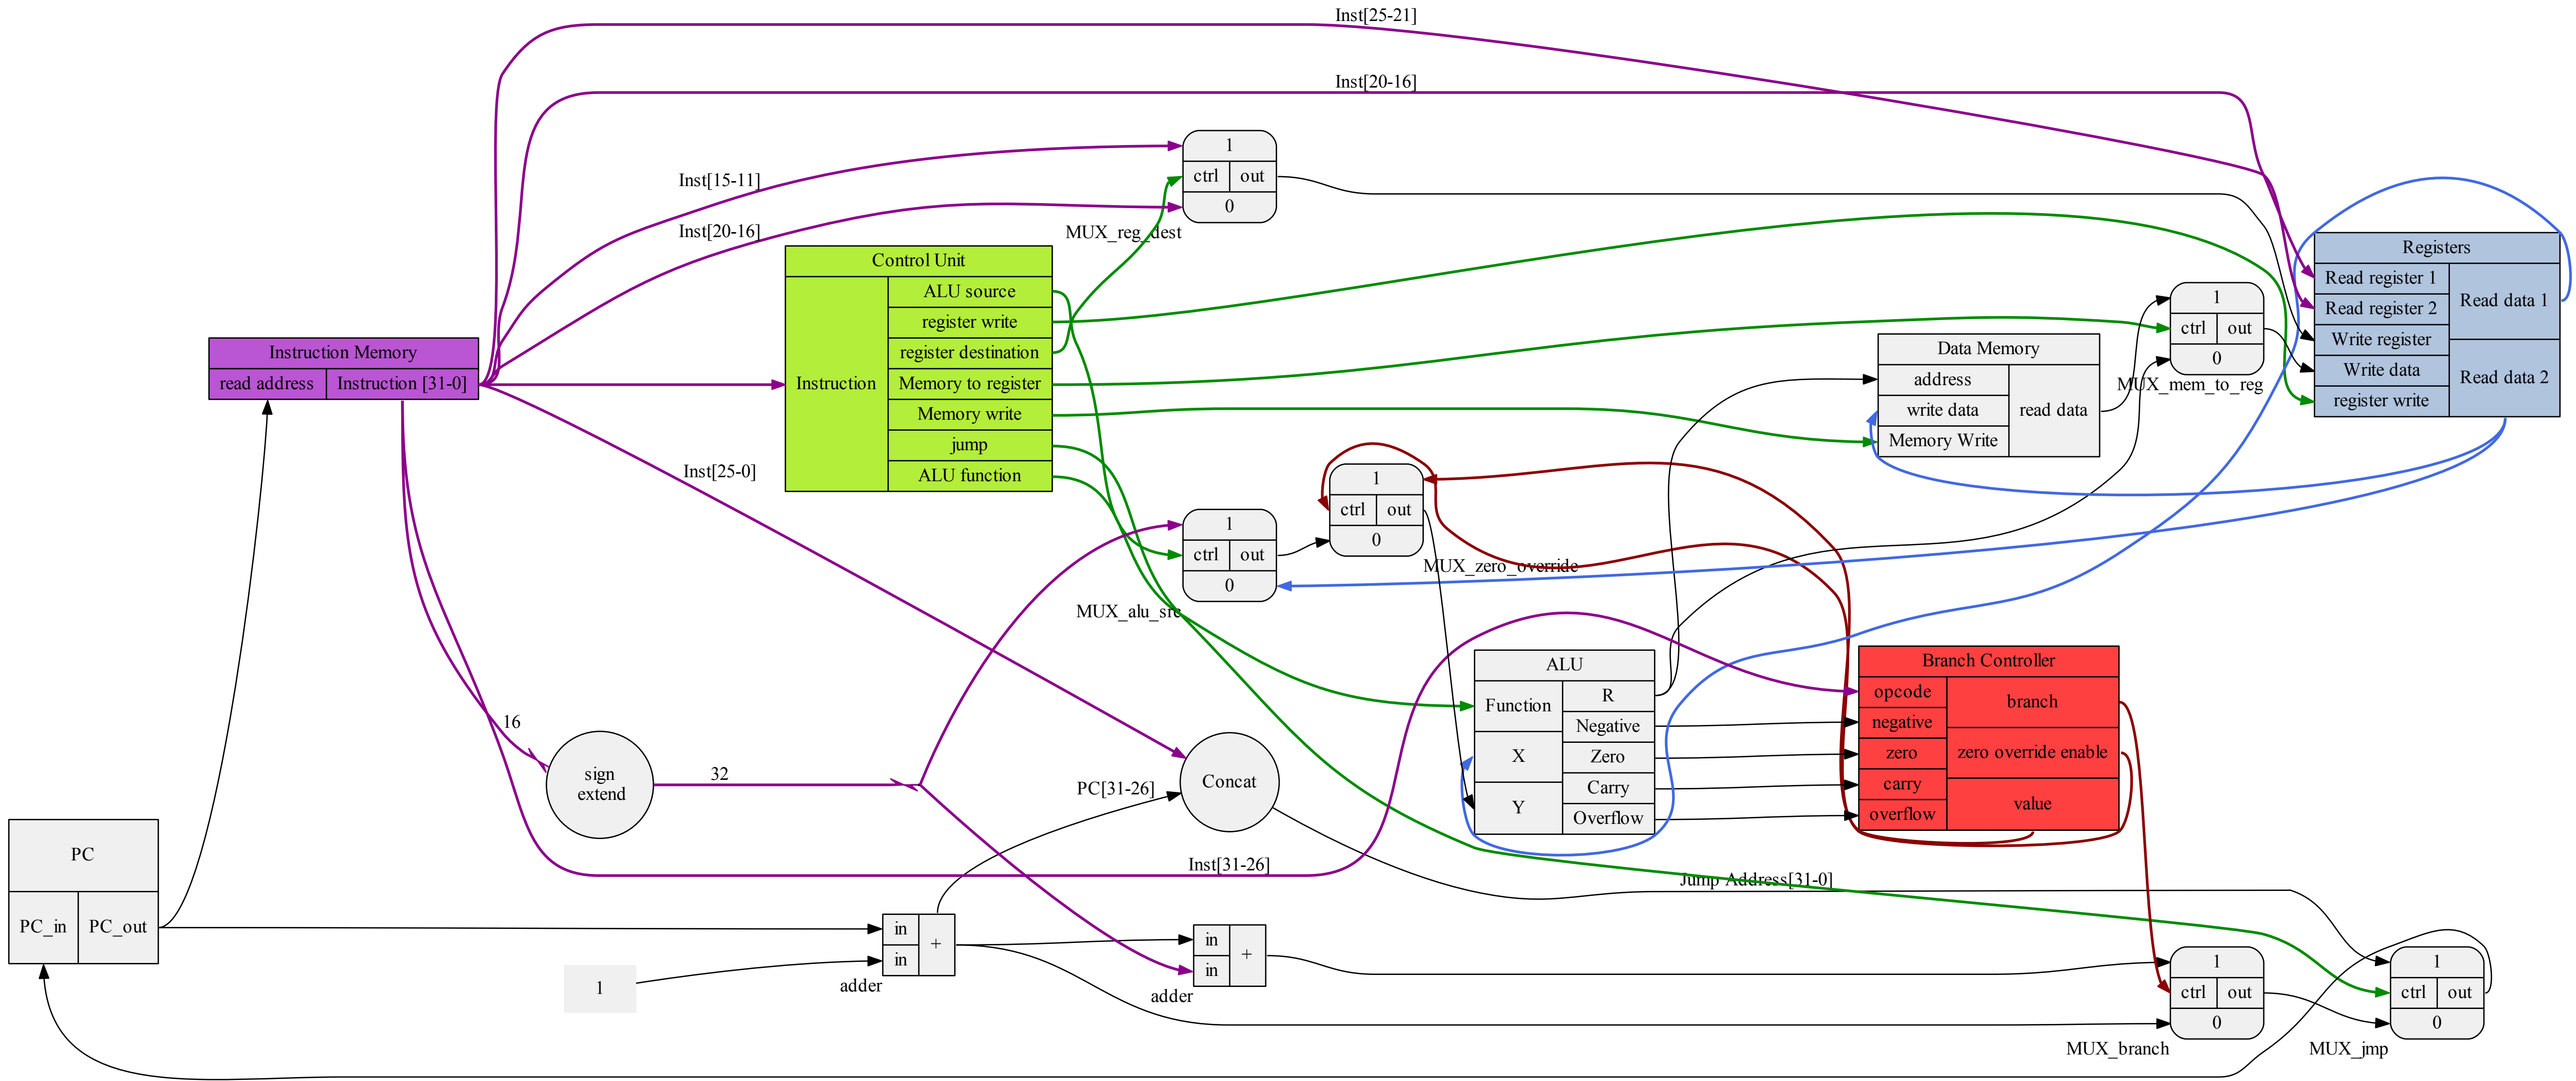 Inst[25-21]
Inst[20-16]
1
ctrl
out
0
MUX_reg_dest
Inst[15-11]
Inst[20-16]
Control Unit
Instruction
ALU source
register write
register destination
Memory to register
Memory write
jump
ALU function
Registers
Read register 1
Read register 2
Write register
Write data
register write
Read data 1
Read data 2
1
ctrl
out
0
MUX_mem_to_reg
Instruction Memory
read address
Instruction [31-0]
Data Memory
address
write data
Memory Write
read data
Inst[25-0]
1
ctrl
out
0
MUX_zero_override
1
ctrl
out
0
MUX_alu_src
ALU
Function
X
Y
R
Negative
Zero
Carry
Overflow
Branch Controller
opcode
negative
zero
carry
overflow
branch
zero override enable
value
16
sign
extend
32
Concat
PC[31-26]
PC
PC_in
PC_out
Inst[31-26]
Jump Address[31-0]
1
in
in
+
adder
in
in
+
adder
1
ctrl
out
0
MUX_branch
1
ctrl
out
0
MUX_jmp